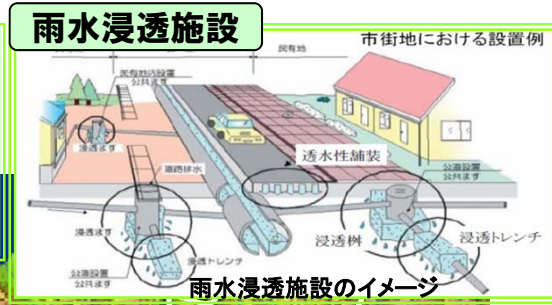 雨水浸透施設
市街地における設置例
民有地
民有地内設置
公共ます
浸透ます
道路排水
透水性舗装
公道設置
公共ます
浸透ます
浸透トレンチ
浸透桝
浸透トレンチ
公道設置
公共ます
雨水浸透施設のイメージ